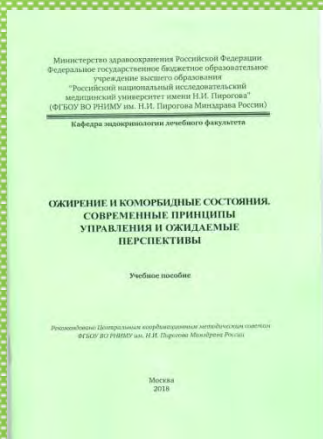 Министерство здравоохранения Российской Федерации
Федеральное государственное бюджетное образовательное
учреждение высшего образования
"Российский национальный исследовательский
медицинский университет имени Н.И. Пирогова"
(ФГБОУ ВО РНИМУ им. Н.И. Пирогова Минздрава России)
Кафедра эндокринологии лечебного факультета
ОЖИРЕНИЕ И КОМОРБИДНЫЕ СОСТОЯНИЯ.
СОВРЕМЕННЫЕ ПРИНЦИПЫ
УПРАВЛЕНИЯ И ОЖИДАЕМЫЕ
ПЕРСПЕКТИВЫ
Учебное пособие
Рекомендовано Центральным координационным методическим советом
ФГБОУ ВО РНИМУ им. Н.И. Пирогова Минздрава России
Москва
2018